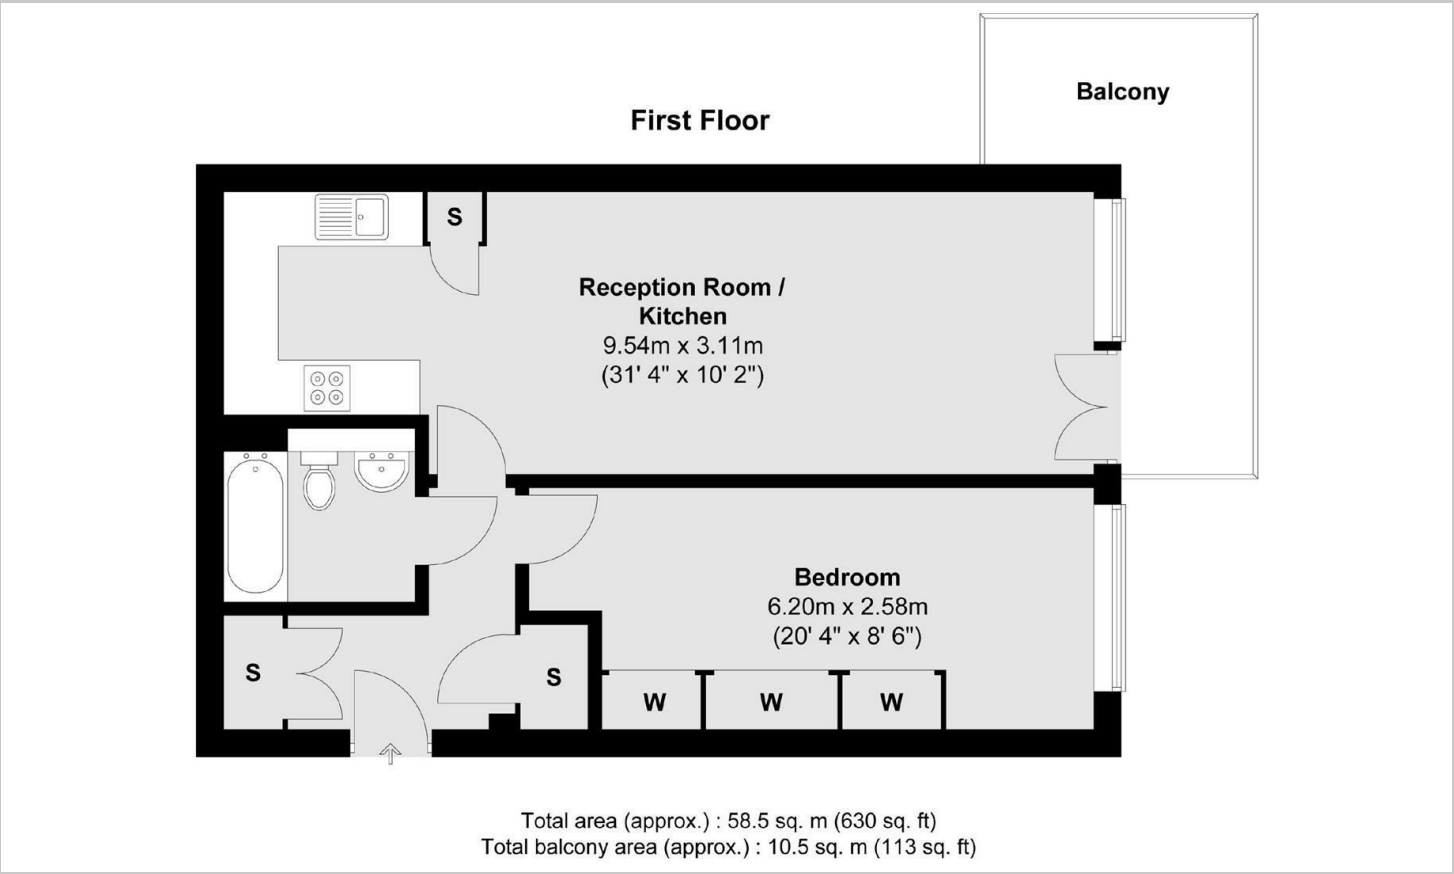 Balcony
First Floor
S
Reception Room /
Kitchen
9.54m x 3.11m
(31' 4" x 10' 2")
Bedroom
6.20m x 2.58m
(20' 4" x 8' 6")
S
S
W
W
W
Total area (approx.) : 58.5 sq. m (630 sq. ft)
Total balcony area (approx.) : 10.5 sq. m (113 sq. ft)